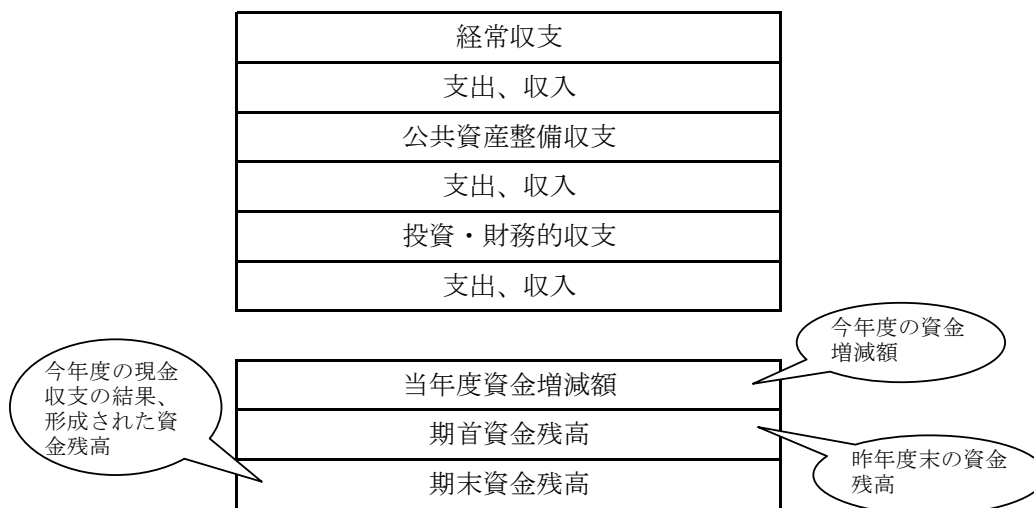 経常収支
支出、収入
公共資産整備収支
支出、収入
投資・財務的収支
支出、収入
今年度の資金
増減額
今年度の現金
収支の結果、
形成された資
金残高
当年度資金増減額
期首資金残高
期末資金残高
昨年度末の資金
残高